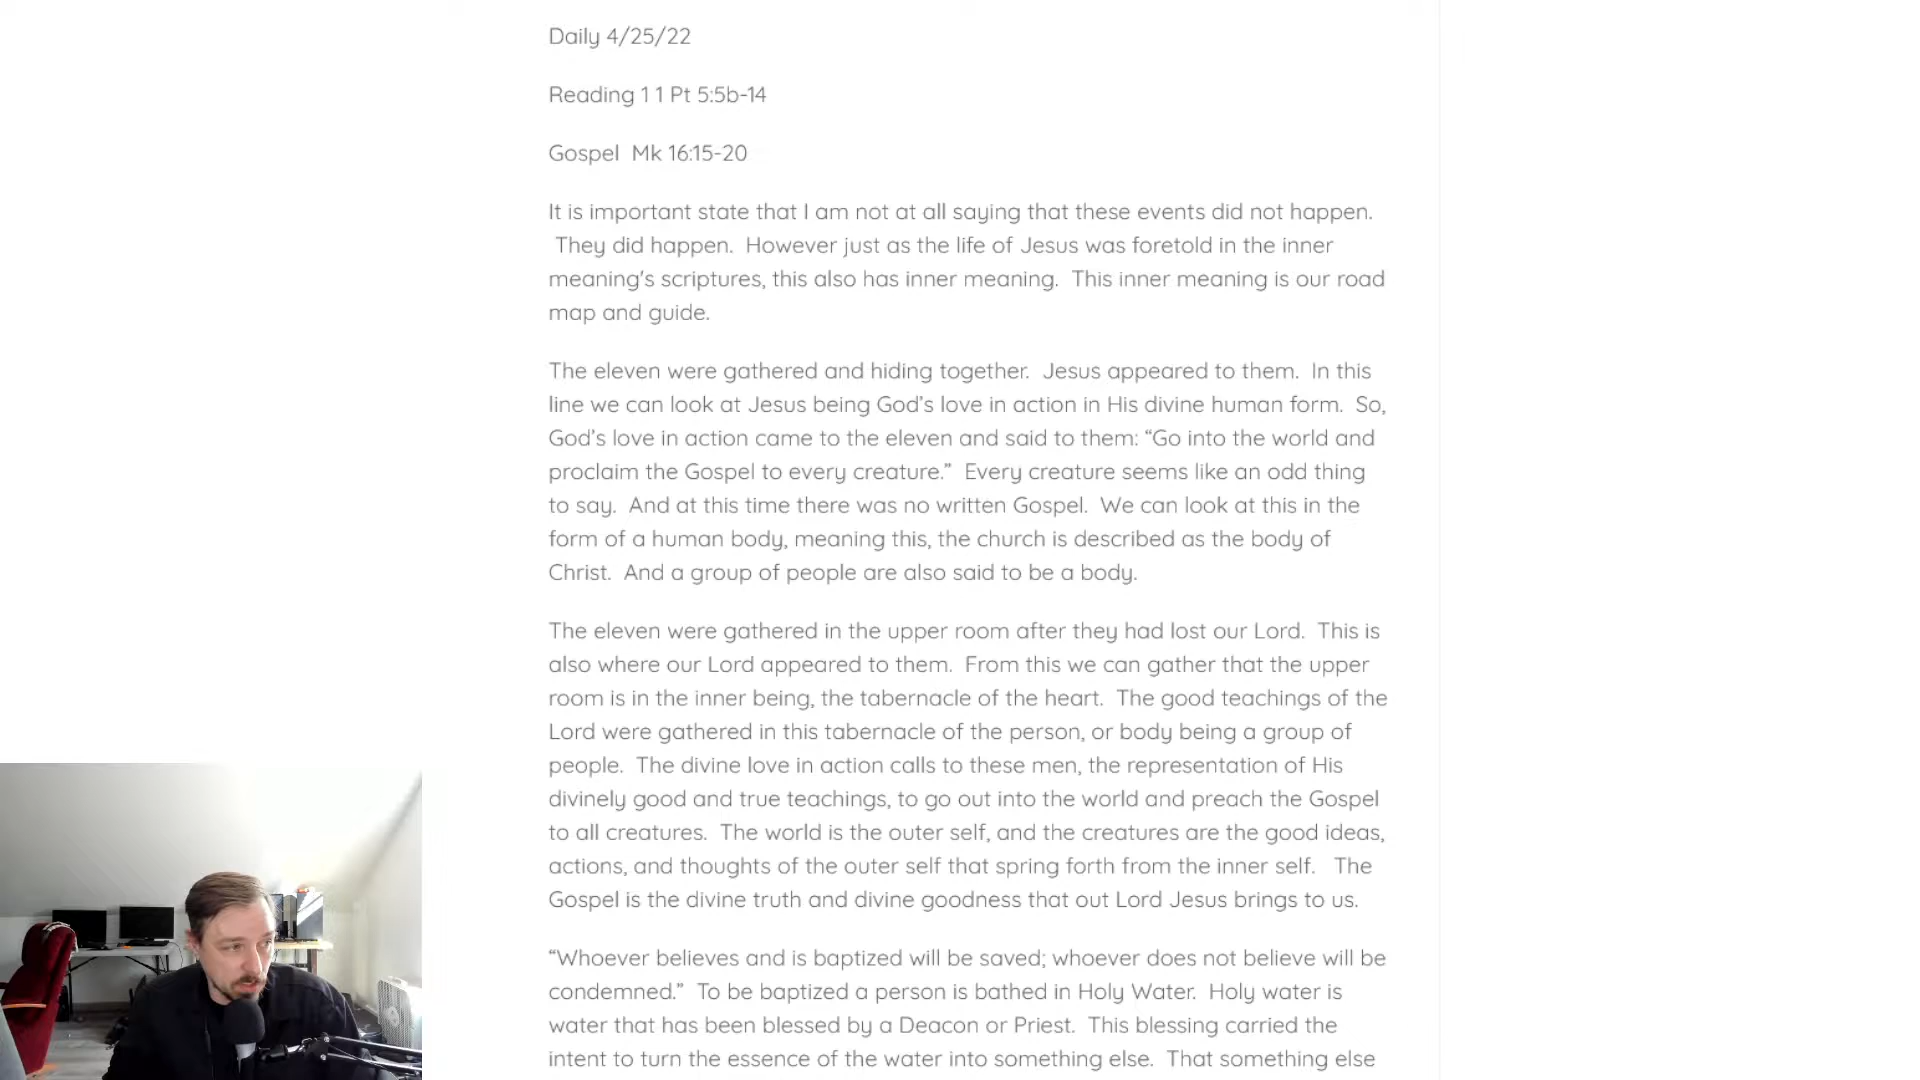 Daily 4/25/22
Reading 1 1 Pt 5:5b-14
Gospel  Mk 16:15-20
It is important state that I am not at all saying that these events did not happen.
They did happen.  However just as the life of Jesus was foretold in the inner
meaning's scriptures, this also has inner meaning.  This inner meaning is our road
map and guide.
The eleven were gathered and hiding together.  Jesus appeared to them.  In this
line we can look at Jesus being God’s love in action in His divine human form.  So,
God’s love in action came to the eleven and said to them: “Go into the world and
proclaim the Gospel to every creature.”  Every creature seems like an odd thing
to say.  And at this time there was no written Gospel.  We can look at this in the
form of a human body, meaning this, the church is described as the body of
Christ.  And a group of people are also said to be a body.
The eleven were gathered in the upper room after they had lost our Lord.  This is
also where our Lord appeared to them.  From this we can gather that the upper
room is in the inner being, the tabernacle of the heart.  The good teachings of the
Lord were gathered in this tabernacle of the person, or body being a group of
people.  The divine love in action calls to these men, the representation of His
divinely good and true teachings, to go out into the world and preach the Gospel
to all creatures.  The world is the outer self, and the creatures are the good ideas,
actions, and thoughts of the outer self that spring forth from the inner self.   The
Gospel is the divine truth and divine goodness that out Lord Jesus brings to us.
“Whoever believes and is baptized will be saved; whoever does not believe will be
condemned.”  To be baptized a person is bathed in Holy Water.  Holy water is
water that has been blessed by a Deacon or Priest.  This blessing carried the
intent to turn the essence of the water into something else.  That something else